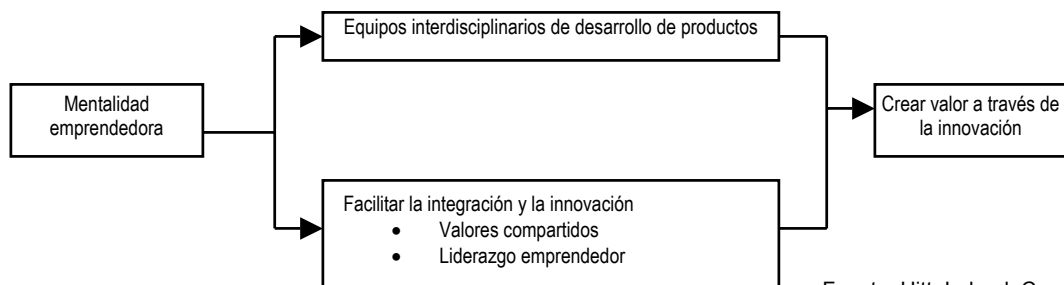 Equipos interdisciplinarios de desarrollo de productos
Mentalidad
emprendedora
Crear valor a través de
la innovación
Facilitar la integración y la innovación
• Valores compartidos
• Liderazgo emprendedor